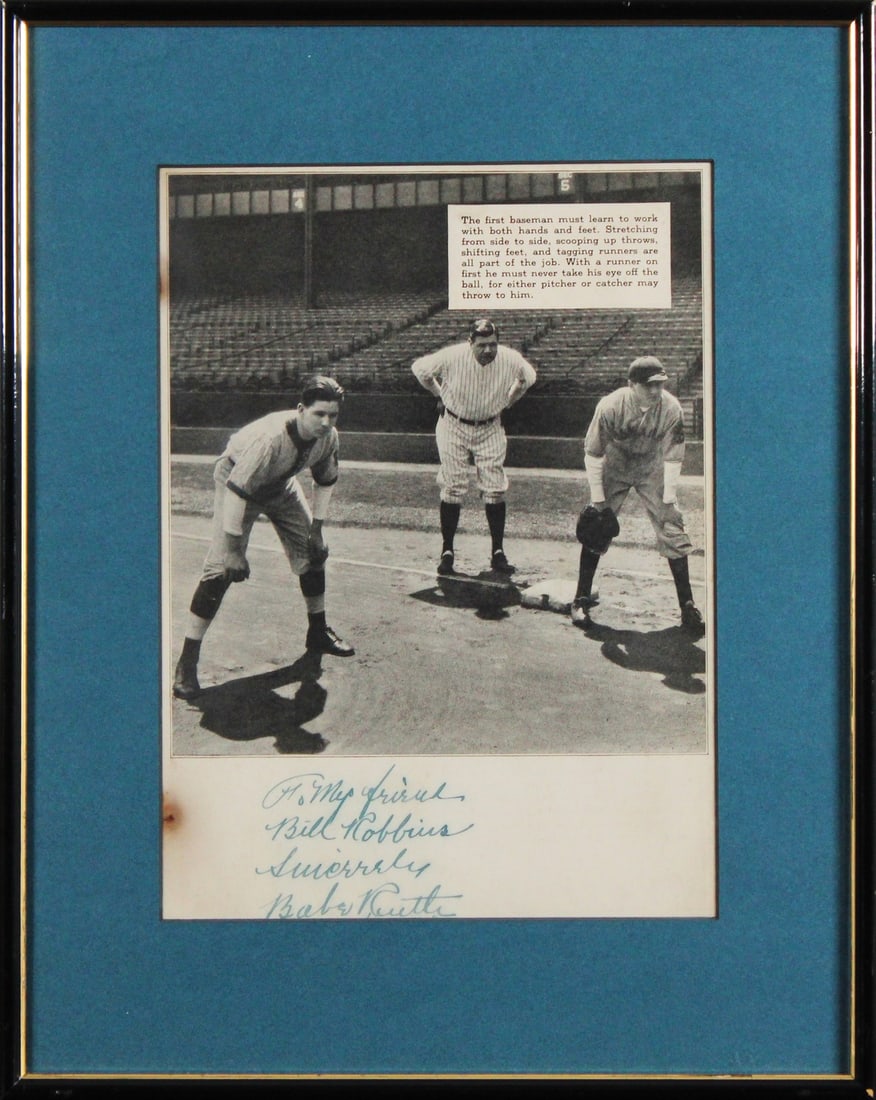 SEC 5
4
The first baseman must learn to work
with both hands and feet. Stretching
from side to side, scooping up throws,
shifting feet, and tagging runners are
all part of the job. With a runner on
first he must never take his eye off the
ball, for either pitcher or catcher may
throw to him.
To My friend
Bill Robbins
Sincerely
Babe Ruth